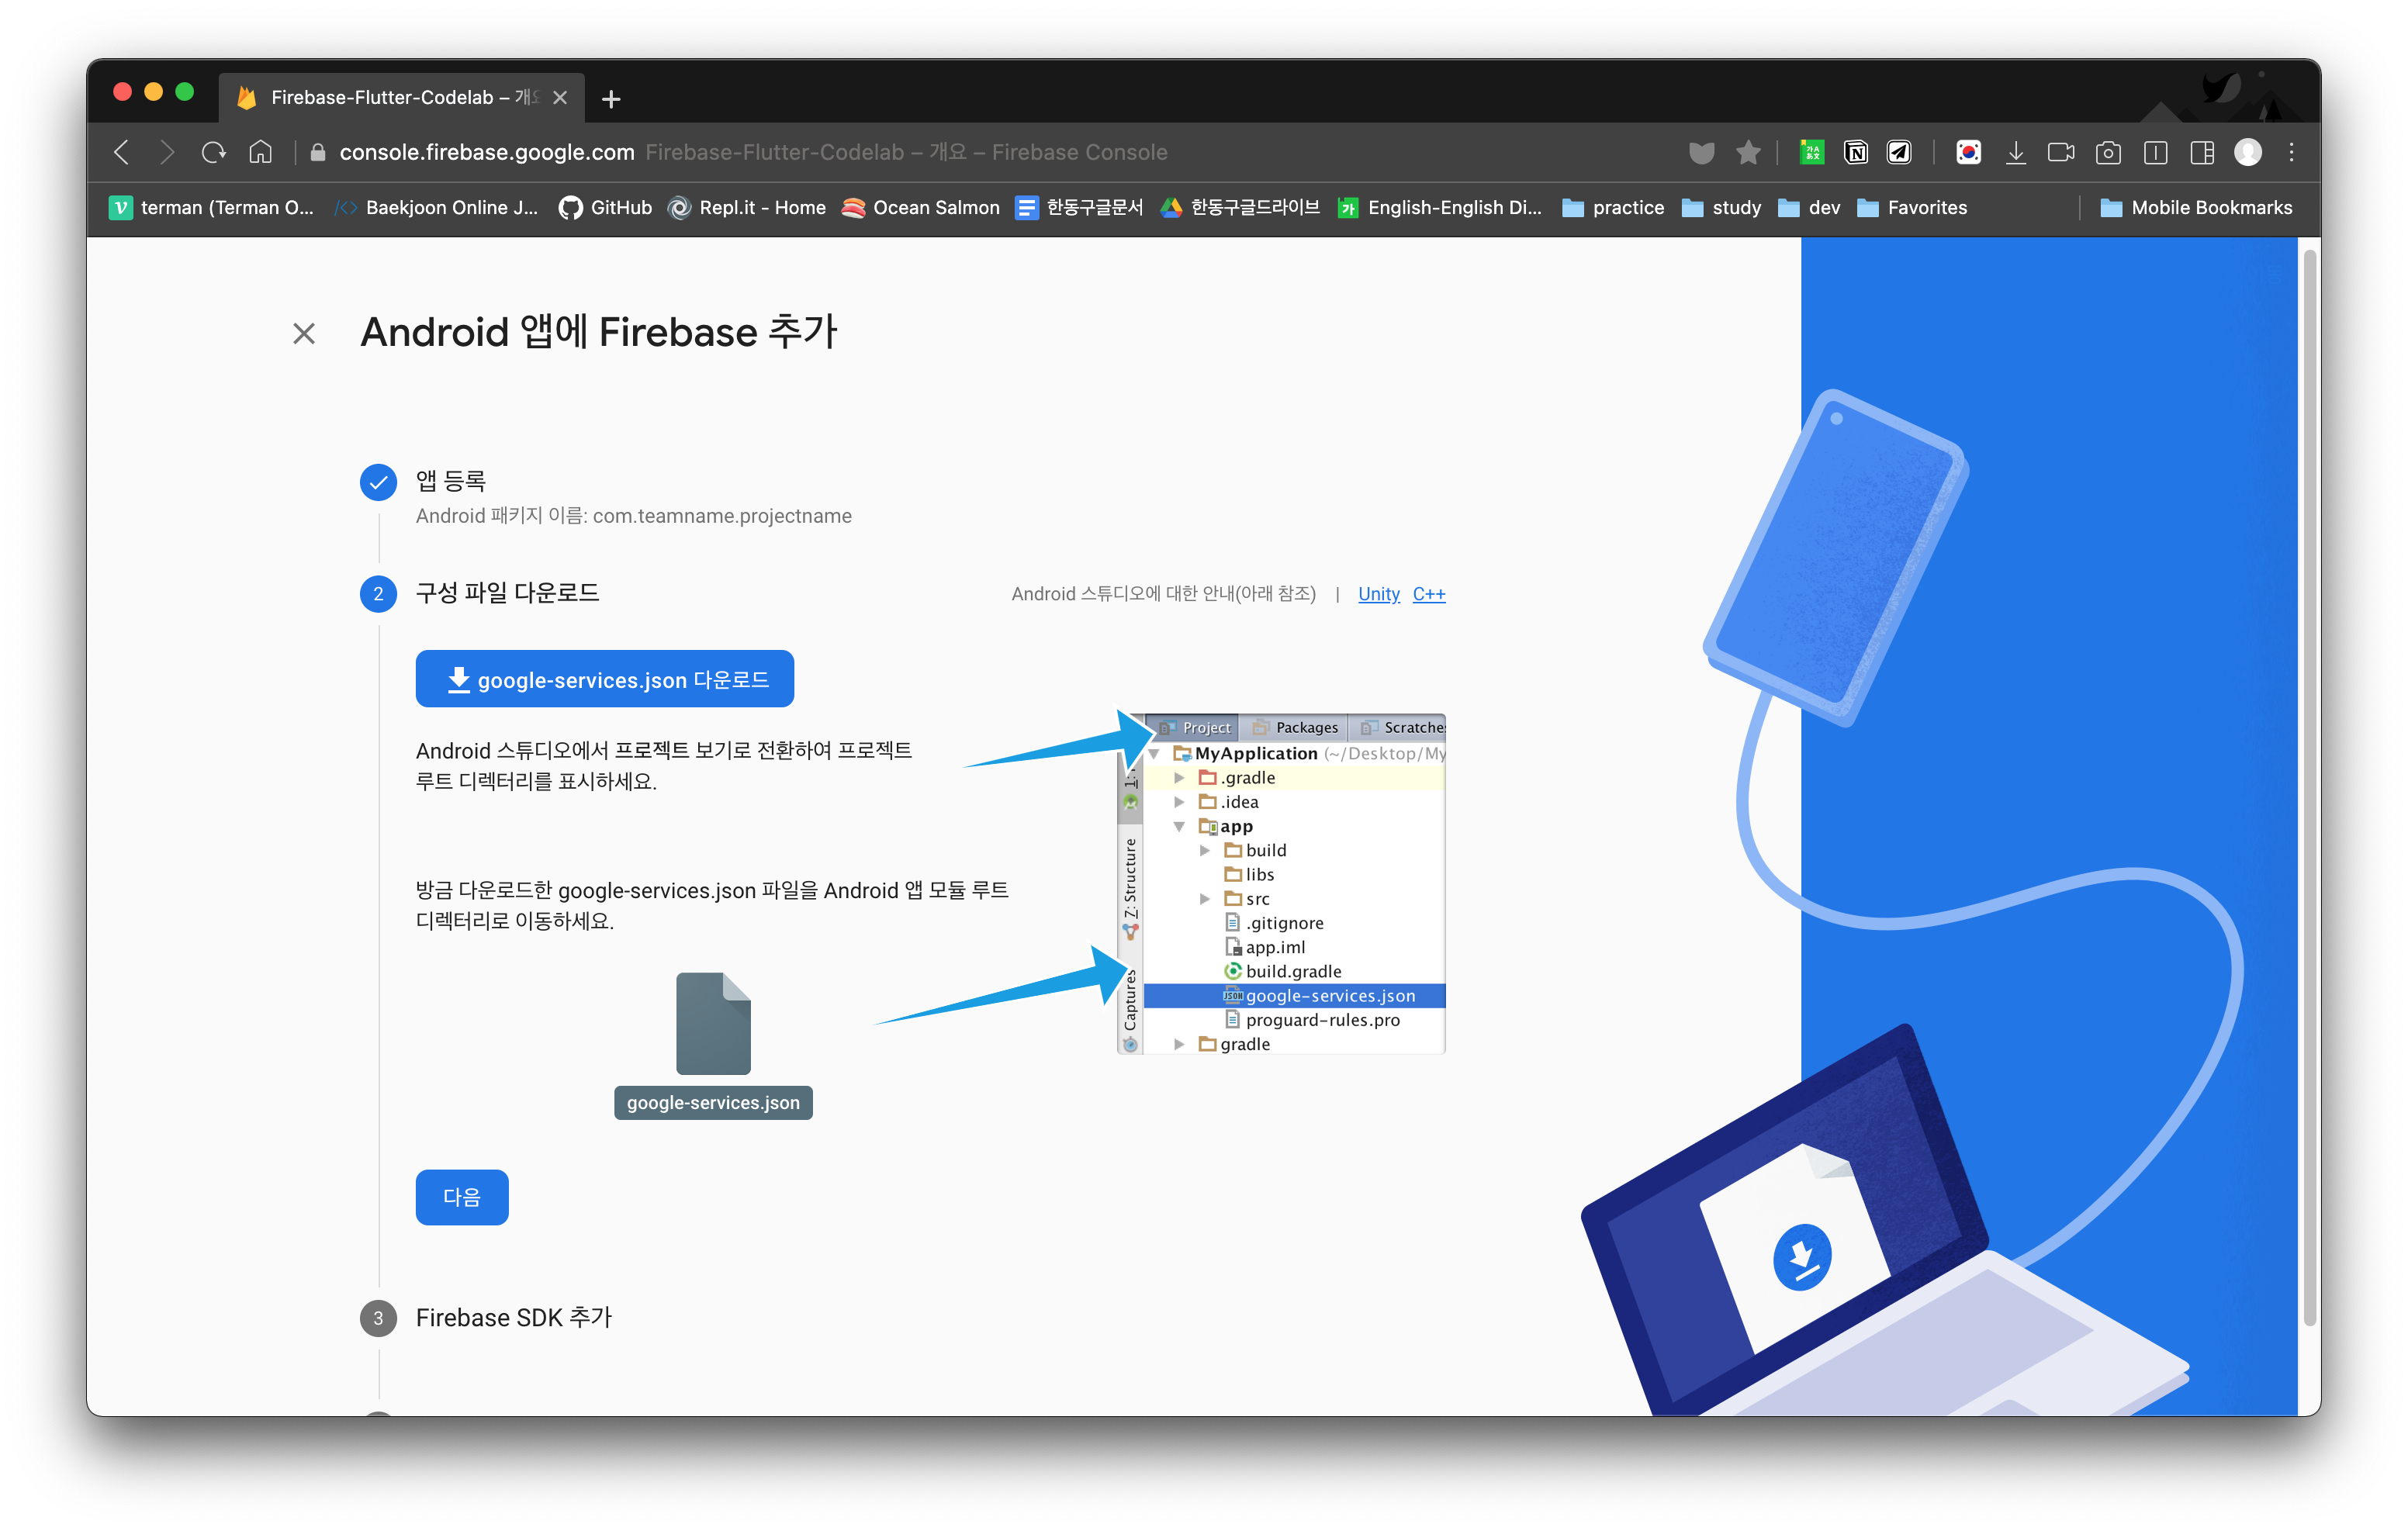 Firebase-Flutter-Codelab – 개요
console.firebase.google.com Firebase-Flutter-Codelab – 개요 – Firebase Console
terman (Terman O... Baekjoon Online J... GitHub Repl.it - Home Ocean Salmon 한동구글문서 한동구글드라이브 English-English Di... practice study dev Favorites Mobile Bookmarks
Android 앱에 Firebase 추가
앱 등록
Android 패키지 이름: com.teamname.projectname
2 구성 파일 다운로드 Android 스튜디오에 대한 안내(아래 참조) | Unity C++
google-services.json 다운로드
Android 스튜디오에서 프로젝트 보기로 전환하여 프로젝트
루트 디렉터리를 표시하세요.
방금 다운로드한 google-services.json 파일을 Android 앱 모듈 루트
디렉터리로 이동하세요.
google-services.json
Project Packages Scratches
MyApplication (~/Desktop/My
.gradle
.idea
app
build
libs
src
.gitignore
app.iml
build.gradle
google-services.json
proguard-rules.pro
gradle
1:
7: Structure
Captures
다음
3 Firebase SDK 추가